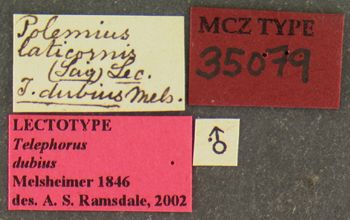 Polemius
laticornis
(Say) Lec.
T. dubius Mels.
MCZ TYPE
35079
LECTOTYPE
Telephorus
dubius
Melsheimer 1846
des. A. S. Ramsdale, 2002
♂